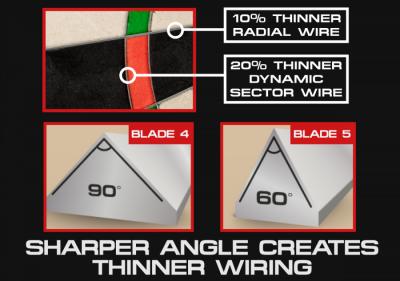 10% THINNER
RADIAL WIRE
20% THINNER
DYNAMIC
SECTOR WIRE
BLADE 4
90°
BLADE 5
60°
SHARPER ANGLE CREATES
THINNER WIRING